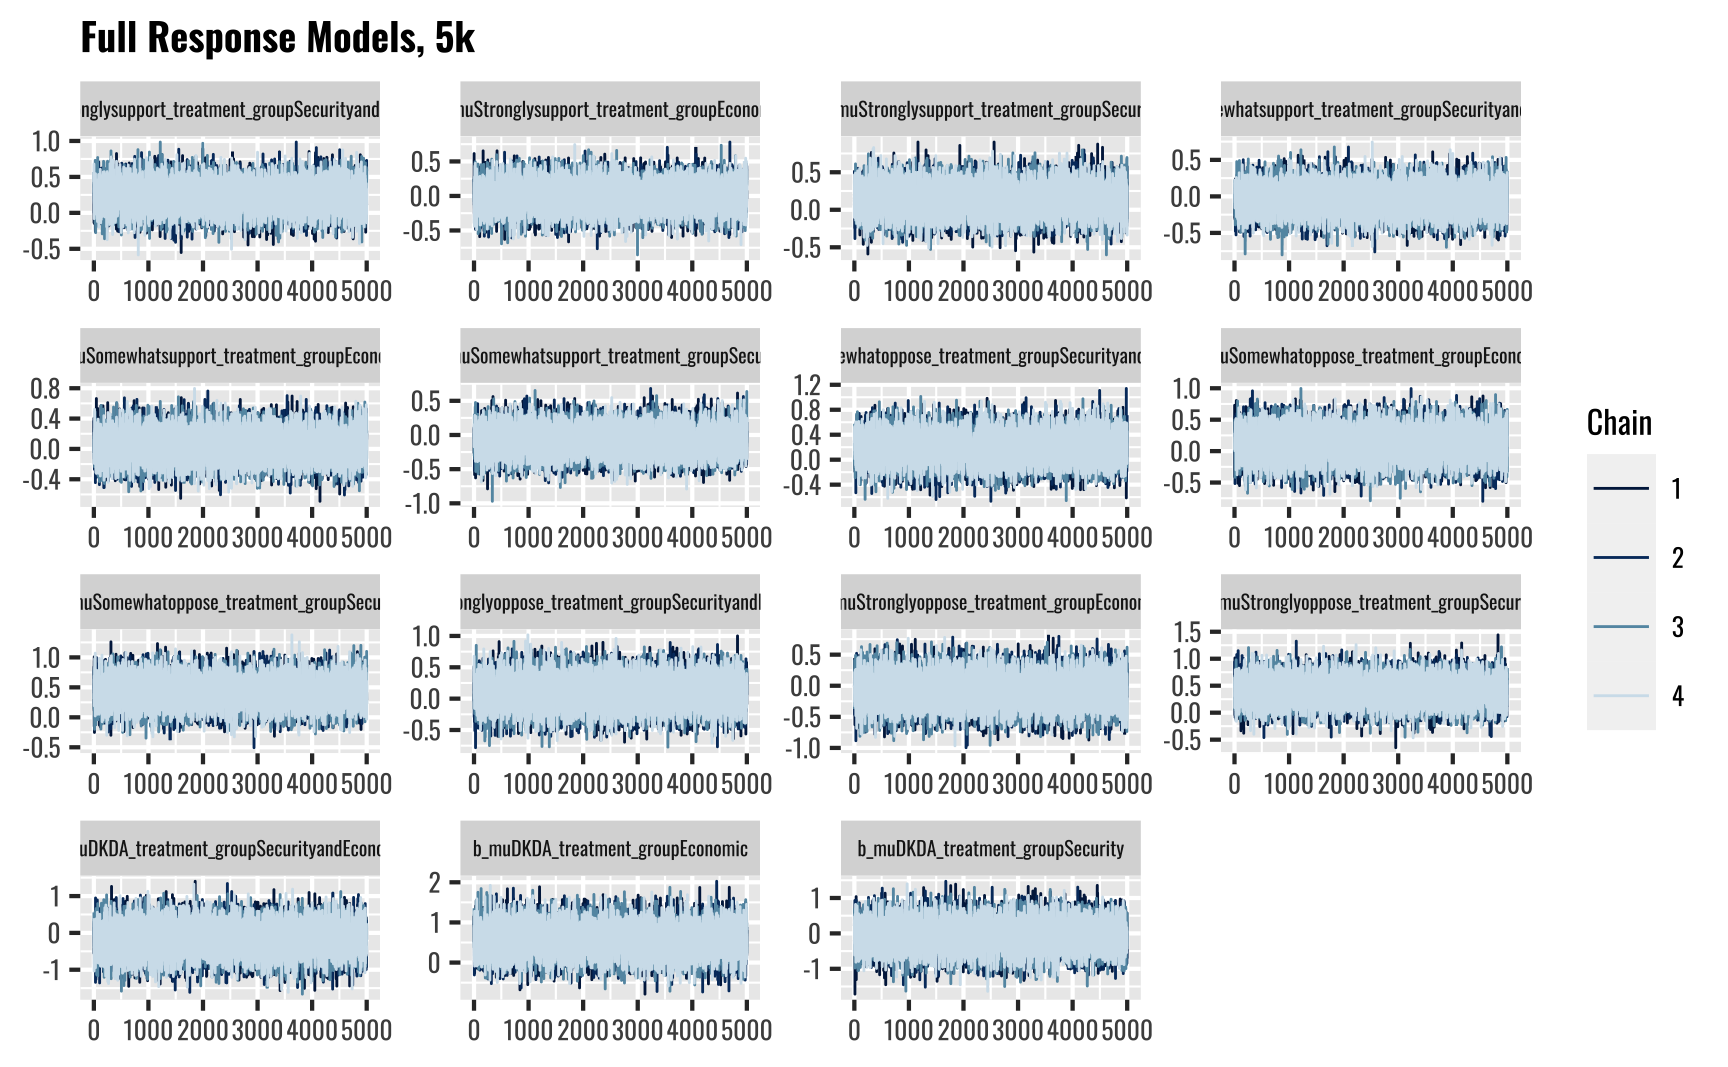 Full Response Models, 5k
nglysupport_treatment_groupSecurityand
muStronglysupport_treatment_groupEcono
muStronglysupport_treatment_groupSecur
ewhatsupport_treatment_groupSecurityand
1.0 0.5 0.0 -0.5
0.5 0.0 -0.5
0.5 0.0 -0.5
0.5 0.0 -0.5
0 1000 2000 3000 4000 5000
0 1000 2000 3000 4000 5000
0 1000 2000 3000 4000 5000
0 1000 2000 3000 4000 5000
uSomewhatsupport_treatment_groupEcono
uSomewhatsupport_treatment_groupSecu
ewhatoppose_treatment_groupSecurityand
uSomewhatoppose_treatment_groupEcono
0.8 0.4 0.0 -0.4
0.5 0.0 -0.5 -1.0
1.2 0.8 0.4 0.0 -0.4
1.0 0.5 0.0 -0.5
0 1000 2000 3000 4000 5000
0 1000 2000 3000 4000 5000
0 1000 2000 3000 4000 5000
0 1000 2000 3000 4000 5000
muSomewhatoppose_treatment_groupSecu
onglyoppose_treatment_groupSecurityandE
muStronglyoppose_treatment_groupEconor
muStronglyoppose_treatment_groupSecur
1.0 0.5 0.0 -0.5
1.0 0.5 0.0 -0.5
0.5 0.0 -0.5 -1.0
1.5 1.0 0.5 0.0 -0.5
0 1000 2000 3000 4000 5000
0 1000 2000 3000 4000 5000
0 1000 2000 3000 4000 5000
0 1000 2000 3000 4000 5000
uDKDA_treatment_groupSecurityandEcono
b_muDKDA_treatment_groupEconomic
b_muDKDA_treatment_groupSecurity
1 0 -1
2 1 0
1 0 -1
0 1000 2000 3000 4000 5000
0 1000 2000 3000 4000 5000
0 1000 2000 3000 4000 5000
Chain
1
2
3
4